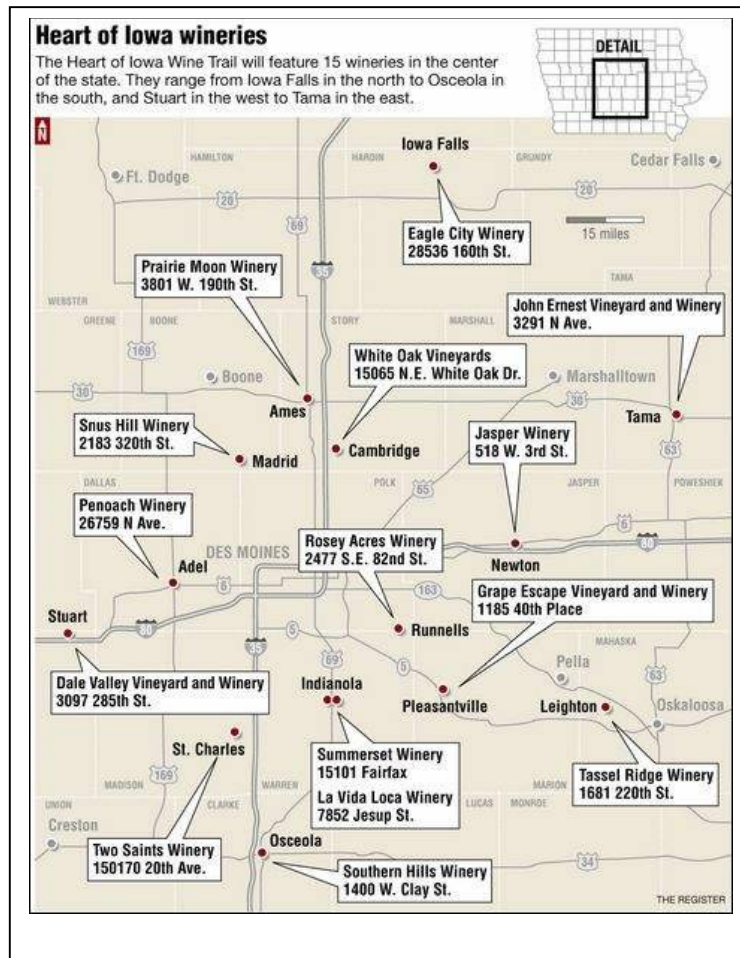 Heart of Iowa wineries
The Heart of Iowa Wine Trail will feature 15 wineries in the center
of the state. They range from Iowa Falls in the north to Osceola in
the south, and Stuart in the west to Tama in the east.
DETAIL
N
Iowa Falls
HAMILTON
HARDIN
GRUNDY
Cedar Falls
Ft. Dodge
20
20
69
Eagle City Winery
28536 160th St.
15 miles
35
Prairie Moon Winery
3801 W. 190th St.
TAMA
John Ernest Vineyard and Winery
3291 N Ave.
WEBSTER
GREENE
BOONE
STORY
MARSHALL
169
White Oak Vineyards
15065 N.E. White Oak Dr.
Boone
Marshalltown
30
30
Ames
Tama
Snus Hill Winery
2183 320th St.
Jasper Winery
518 W. 3rd St.
Cambridge
Madrid
63
DALLAS
POLK
JASPER
POWESHIEK
65
Penoach Winery
26759 N Ave.
Rosey Acres Winery
2477 S.E. 82nd St.
6
DES MOINES
80
Newton
Adel
6
163
Grape Escape Vineyard and Winery
1185 40th Place
Stuart
80
5
Runnells
35
MAHASKA
69
5
Pella
63
Dale Valley Vineyard and Winery
3097 285th St.
Indianola
Pleasantville
Leighton
Oskaloosa
St. Charles
Summerset Winery
15101 Fairfax
La Vida Loca Winery
7852 Jesup St.
Tassel Ridge Winery
1681 220th St.
169
MADISON
WARREN
MARION
UNION
CLARKE
LUCAS
MONROE
Creston
Two Saints Winery
150170 20th Ave.
Osceola
Southern Hills Winery
1400 W. Clay St.
34
THE REGISTER